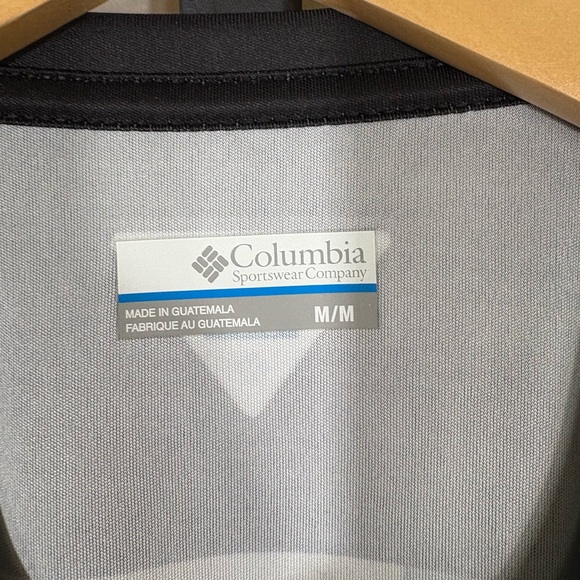 Columbia
Sportswear Company
MADE IN GUATEMALA
FABRIQUE AU GUATEMALA
M/M